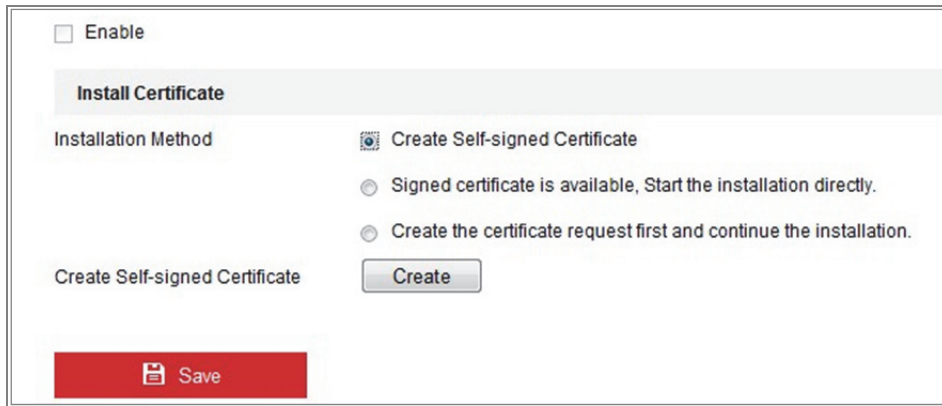 Enable
Install Certificate
Installation Method
Create Self-signed Certificate
Signed certificate is available, Start the installation directly.
Create the certificate request first and continue the installation.
Create Self-signed Certificate
Create
Save